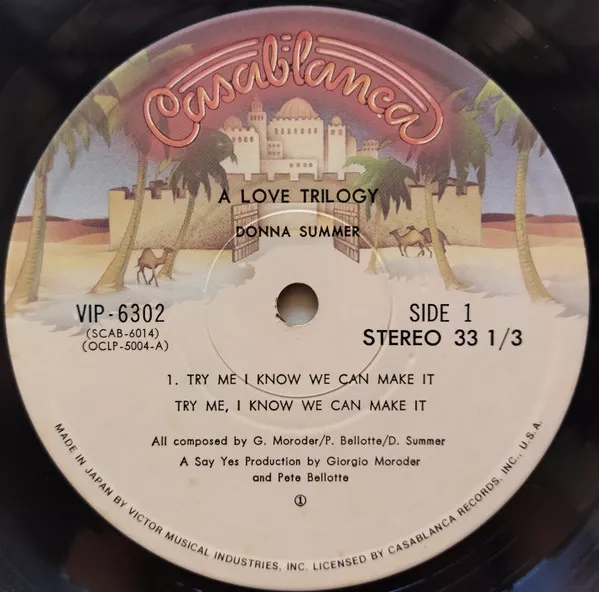 Casablanca
A LOVE TRILOGY
DONNA SUMMER
VIP-6302
(SCAB-6014)
(OCLP-5004-A)
SIDE 1
STEREO 33 1/3
1. TRY ME I KNOW WE CAN MAKE IT
TRY ME, I KNOW WE CAN MAKE IT
All composed by G. Moroder/P. Bellotte/D. Summer
A Say Yes Production by Giorgio Moroder
and Pete Bellotte
①
MADE IN JAPAN BY VICTOR MUSICAL INDUSTRIES, INC. LICENSED BY CASABLANCA RECORDS, INC., U.S.A.